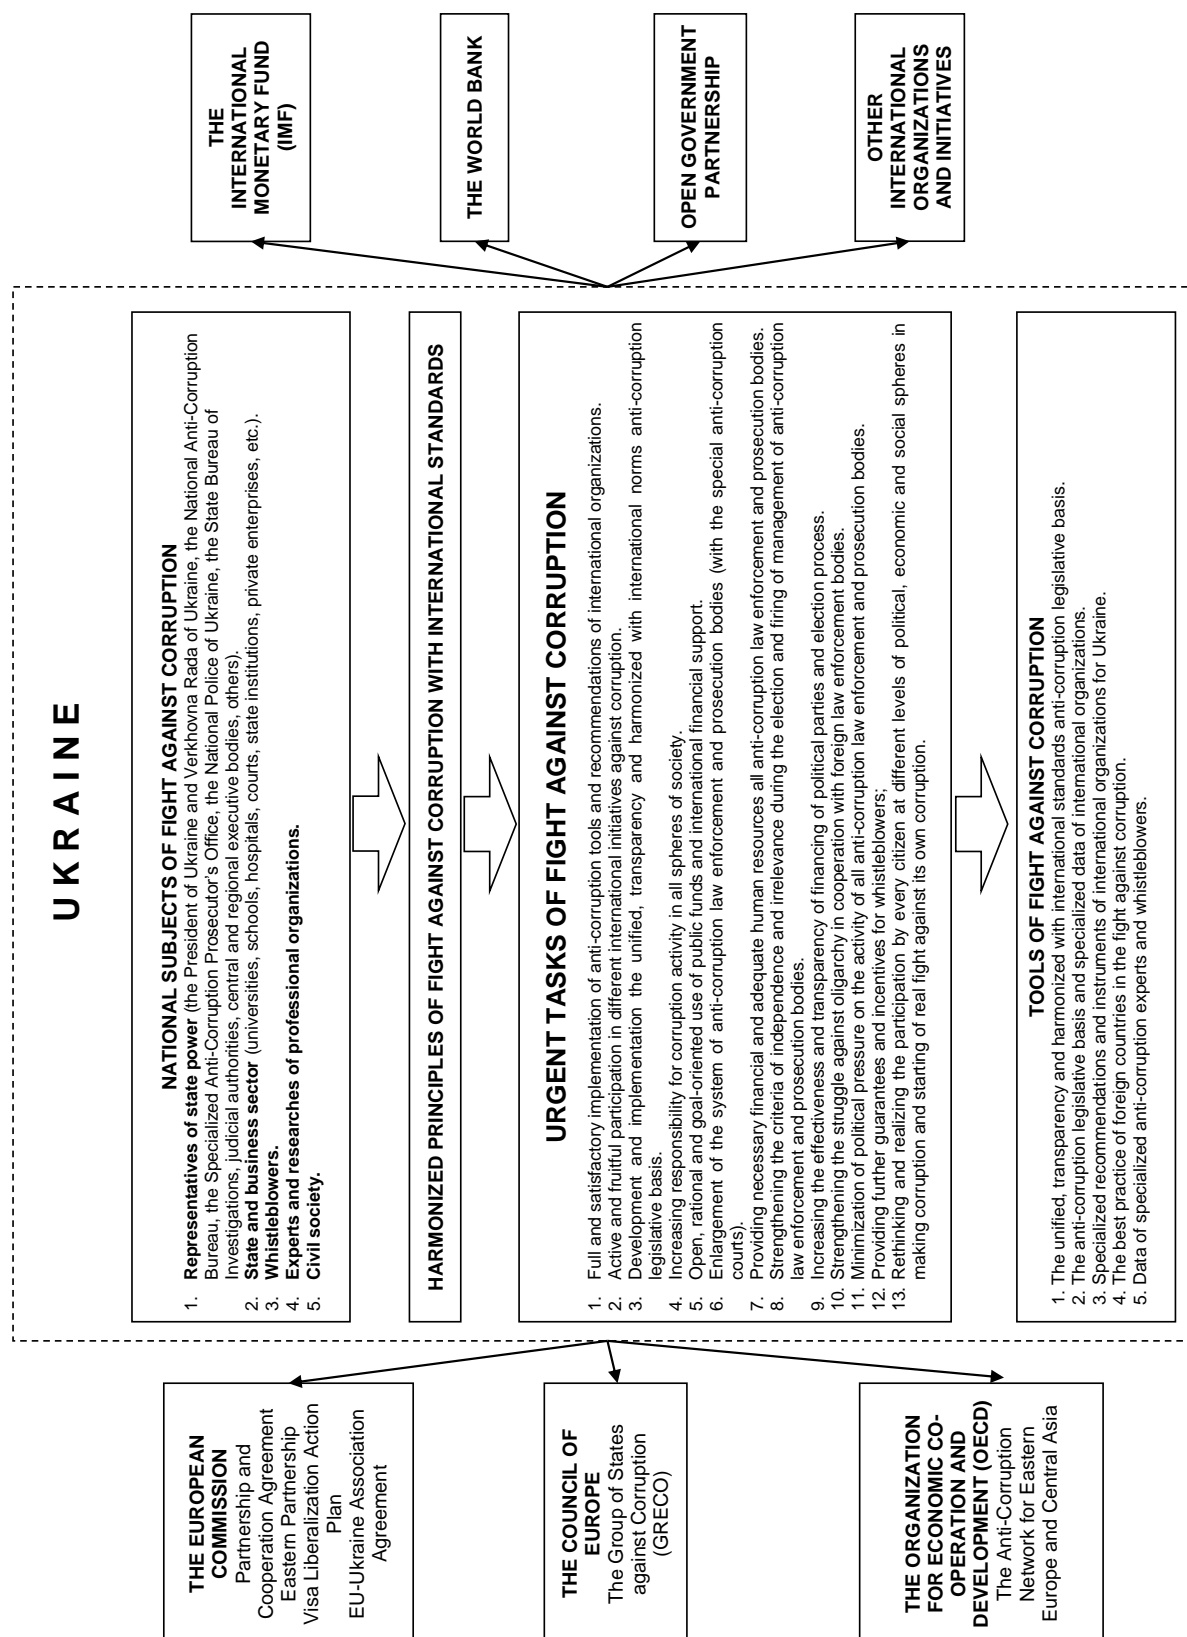 UKRAINE
THE EUROPEAN
COMMISSION
Partnership and
Cooperation Agreement
Eastern Partnership
Visa Liberalization Action
Plan
EU-Ukraine Association
Agreement
THE COUNCIL OF
EUROPE
The Group of States
against Corruption
(GRECO)
THE ORGANIZATION
FOR ECONOMIC CO-
OPERATION AND
DEVELOPMENT (OECD)
The Anti-Corruption
Network for Eastern
Europe and Central Asia
NATIONAL SUBJECTS OF FIGHT AGAINST CORRUPTION
1. Representatives of state power (the President of Ukraine and Verkhovna Rada of Ukraine, the National Anti-Corruption
Bureau, the Specialized Anti-Corruption Prosecutor's Office, the National Police of Ukraine, the State Bureau of
Investigations, judicial authorities, central and regional executive bodies, others).
2. State and business sector (universities, schools, hospitals, courts, state institutions, private enterprises, etc.).
3. Whistleblowers.
4. Experts and researches of professional organizations.
5. Civil society.
HARMONIZED PRINCIPLES OF FIGHT AGAINST CORRUPTION WITH INTERNATIONAL STANDARDS
URGENT TASKS OF FIGHT AGAINST CORRUPTION
1. Full and satisfactory implementation of anti-corruption tools and recommendations of international organizations.
2. Active and fruitful participation in different international initiatives against corruption.
3. Development and implementation the unified, transparency and harmonized with international norms anti-corruption
legislative basis.
4. Increasing responsibility for corruption activity in all spheres of society.
5. Open, rational and goal-oriented use of public funds and international financial support.
6. Enlargement of the system of anti-corruption law enforcement and prosecution bodies (with the special anti-corruption
courts).
7. Providing necessary financial and adequate human resources all anti-corruption law enforcement and prosecution bodies.
8. Strengthening the criteria of independence and irrelevance during the election and firing of management of anti-corruption
law enforcement and prosecution bodies.
9. Increasing the effectiveness and transparency of financing of political parties and election process.
10. Strengthening the struggle against oligarchy in cooperation with foreign law enforcement bodies.
11. Minimization of political pressure on the activity of all anti-corruption law enforcement and prosecution bodies.
12. Providing further guarantees and incentives for whistleblowers;
13. Rethinking and realizing the participation by every citizen at different levels of political, economic and social spheres in
making corruption and starting of real fight against its own corruption.
TOOLS OF FIGHT AGAINST CORRUPTION
1. The unified, transparency and harmonized with international standards anti-corruption legislative basis.
2. The anti-corruption legislative basis and specialized data of international organizations.
3. Specialized recommendations and instruments of international organizations for Ukraine.
4. The best practice of foreign countries in the fight against corruption.
5. Data of specialized anti-corruption experts and whistleblowers.
THE
INTERNATIONAL
MONETARY FUND
(IMF)
THE WORLD BANK
OPEN GOVERNMENT
PARTNERSHIP
OTHER
INTERNATIONAL
ORGANIZATIONS
AND INITIATIVES